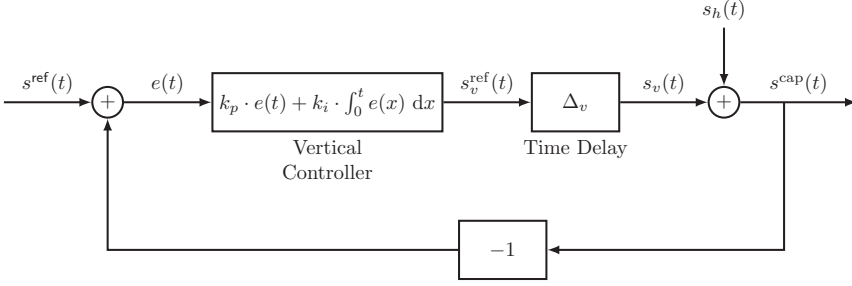 s_h(t)
s^ref(t)
+
e(t)
k_p · e(t) + k_i · ∫_0^t e(x) dx
s_v^ref(t)
Δ_v
s_v(t)
+
s^cap(t)
Vertical
Controller
Time Delay
−1